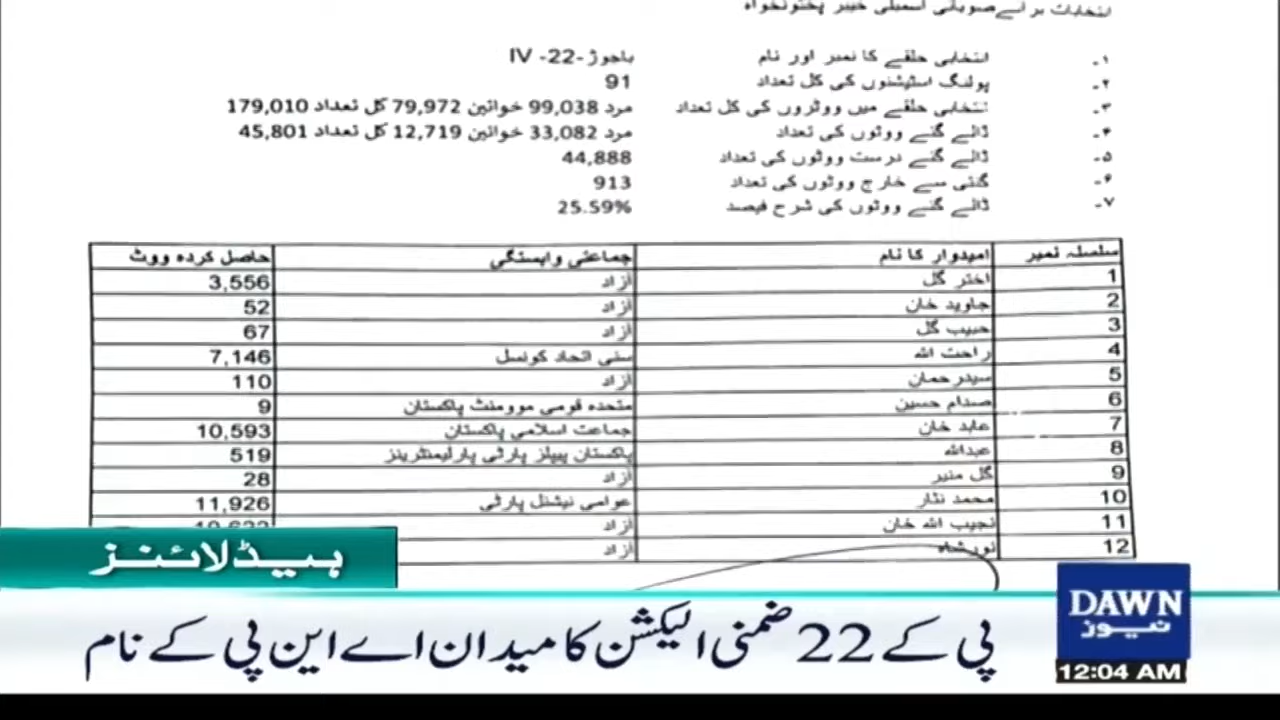 انتخابات برائے صوبائی اسمبلی خیبر پختونخواہ
۱۔ انتخابی حلقے کا نمبر اور نام باجوڑ -22- IV
۲۔ پولنگ اسٹیشنوں کی کل تعداد 91
۳۔ انتخابی حلقے میں ووٹروں کی کل تعداد مرد 99,038 خواتین 79,972 کل تعداد 179,010
۴۔ ڈالے گئے ووٹوں کی تعداد مرد 33,082 خواتین 12,719 کل تعداد 45,801
۵۔ ڈالے گئے درست ووٹوں کی تعداد 44,888
۶۔ گنتی سے خارج ووٹوں کی تعداد 913
۷۔ ڈالے گئے ووٹوں کی شرح فیصد 25.59%
سلسلہ نمبر امیدوار کا نام جماعتی وابستگی حاصل کردہ ووٹ
1 اختر گل آزاد 3,556
2 جاوید خان آزاد 52
3 حبیب گل آزاد 67
4 راحت اللہ سنی اتحاد کونسل 7,146
5 سیدرحمان آزاد 110
6 صدام حسین متحدہ قومی موومنٹ پاکستان 9
7 عابد خان جماعت اسلامی پاکستان 10,593
8 عبداللہ پاکستان پیپلز پارٹی پارلیمنٹرینز 519
9 گل منیر آزاد 28
10 محمد نثار عوامی نیشنل پارٹی 11,926
11 نجیب اللہ خان آزاد
12 نورشاہ آزاد
ہیڈلائنز
پی کے 22 ضمنی الیکشن کا میدان اے این پی کے نام
DAWN
نیوز
12:04 AM